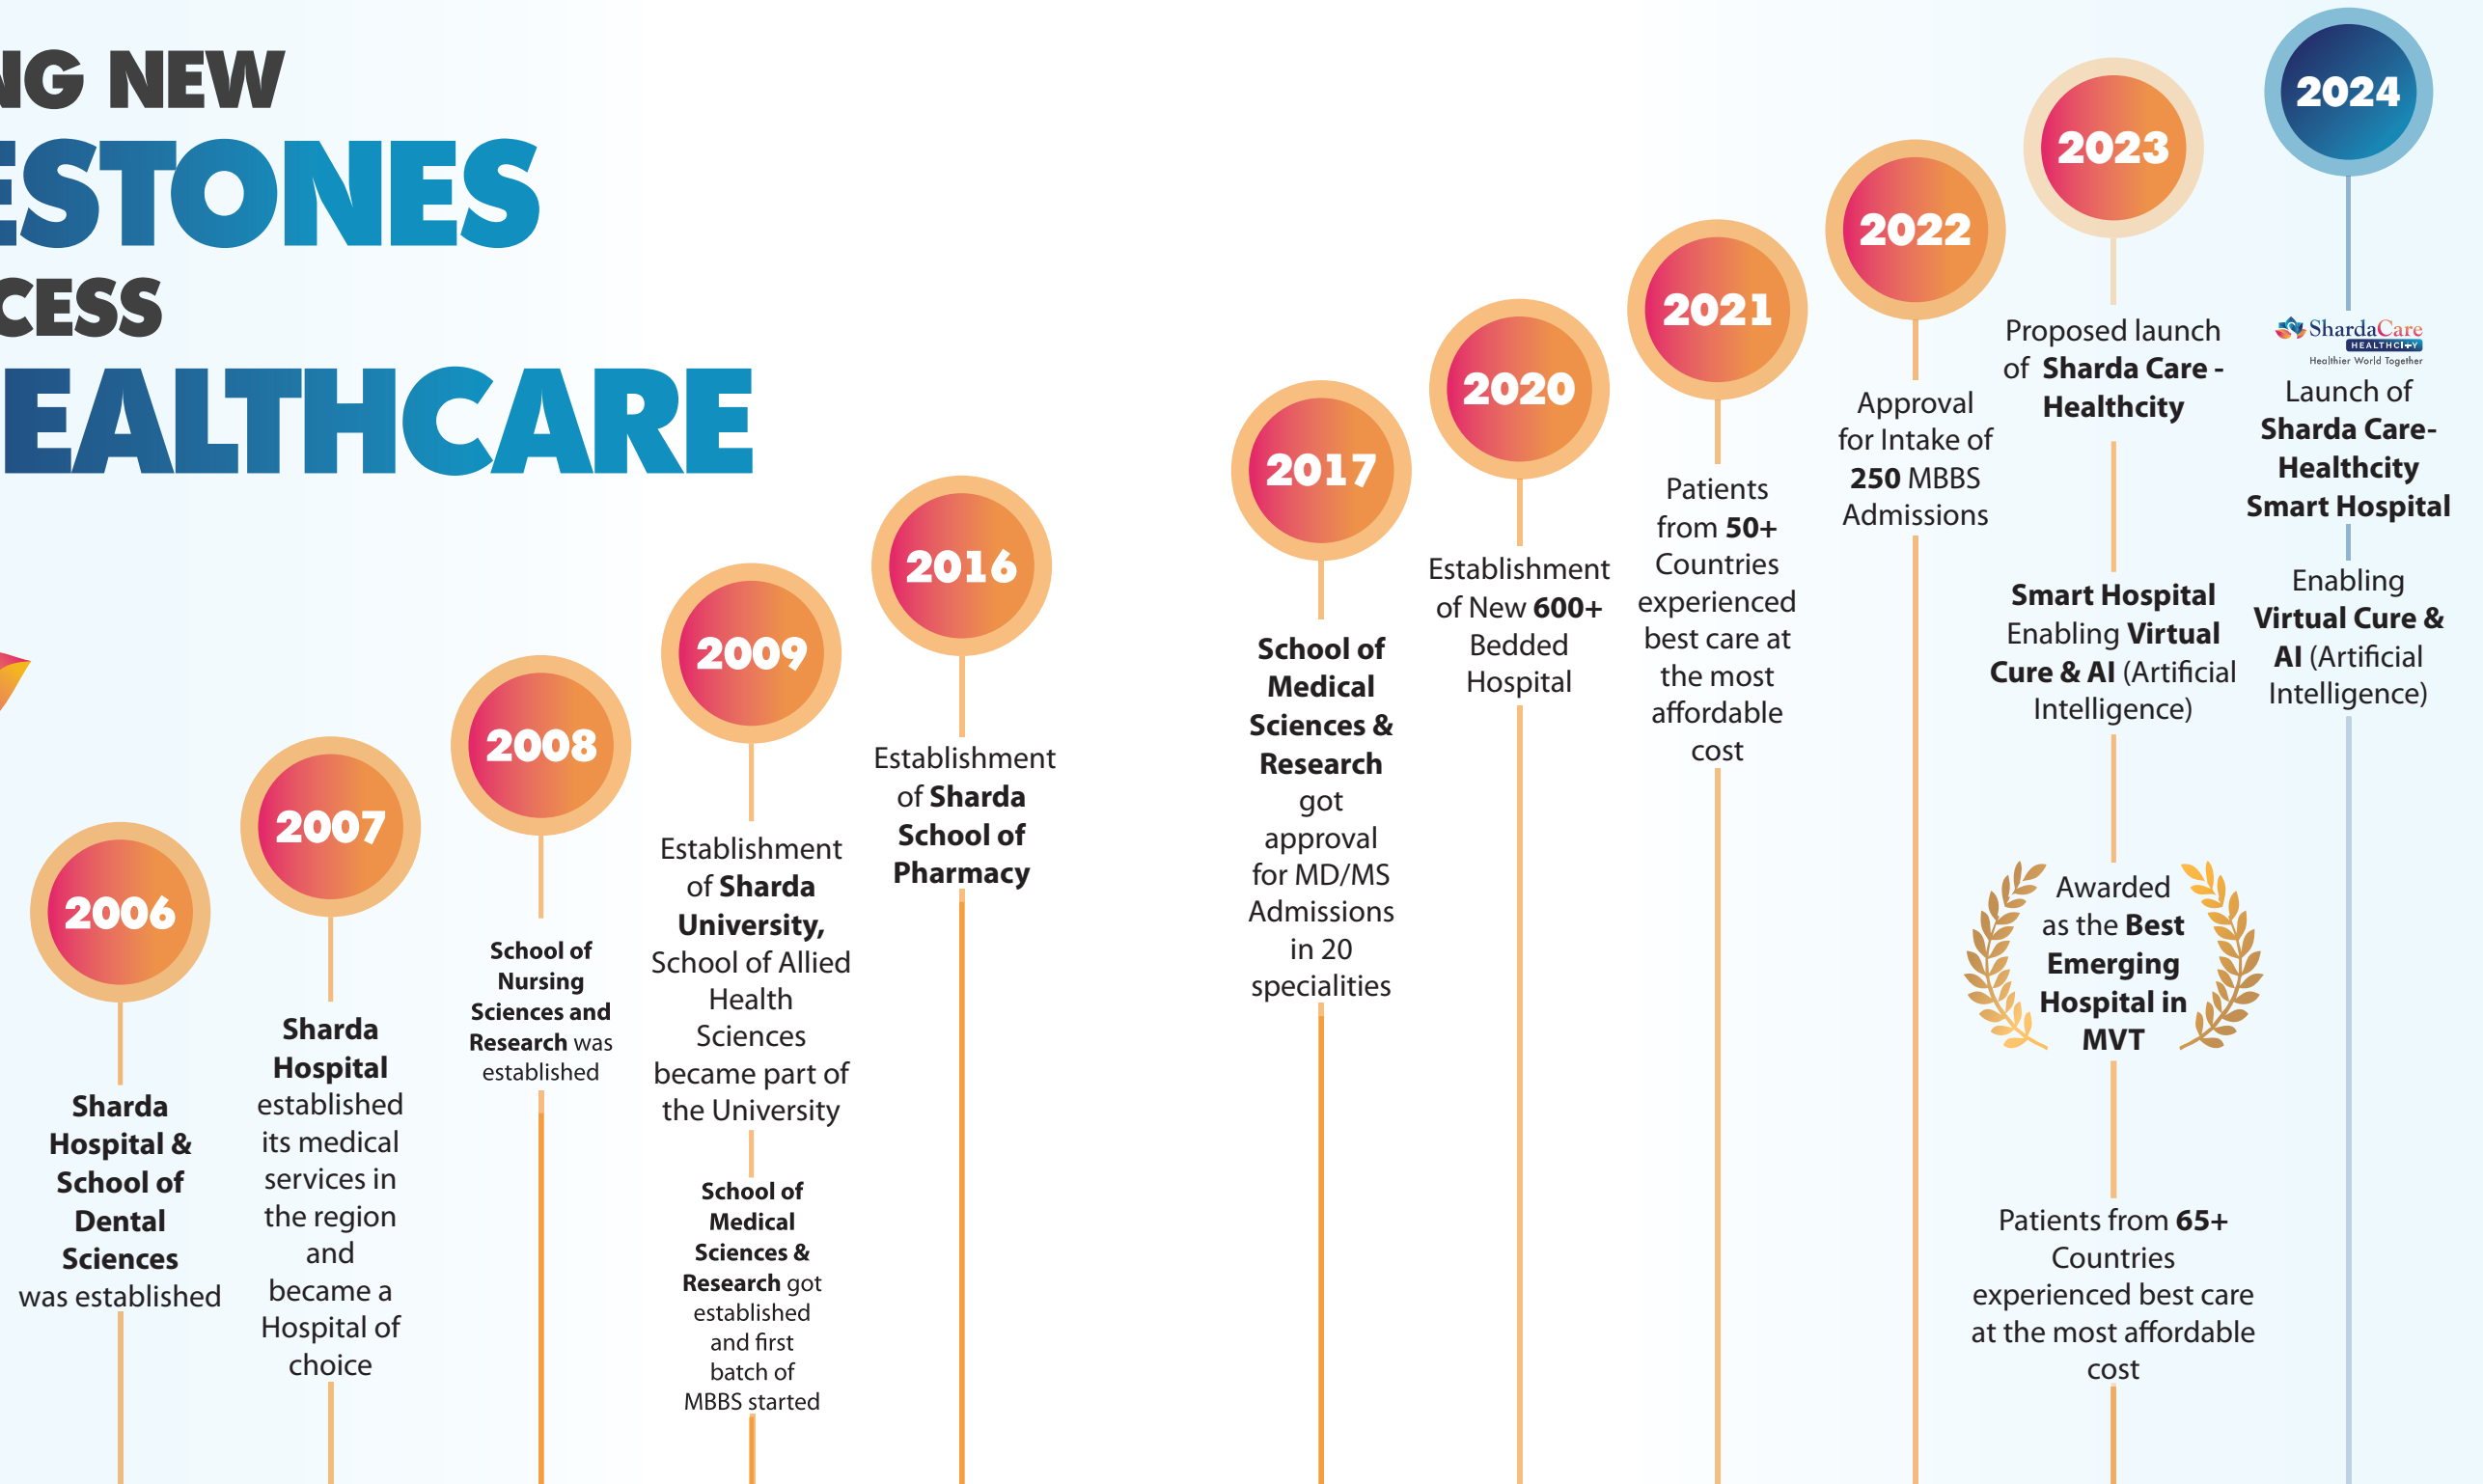 NG NEW
ESTONES
CESS
EALTHCARE
2006
Sharda
Hospital &
School of
Dental
Sciences
was established
2007
Sharda
Hospital
established
its medical
services in
the region
and
became a
Hospital of
choice
2008
School of
Nursing
Sciences and
Research was
established
2009
Establishment
of Sharda
University,
School of Allied
Health
Sciences
became part of
the University
School of
Medical
Sciences &
Research got
established
and first
batch of
MBBS started
2016
Establishment
of Sharda
School of
Pharmacy
2017
School of
Medical
Sciences &
Research
got
approval
for MD/MS
Admissions
in 20
specialities
2020
Establishment
of New 600+
Bedded
Hospital
2021
Patients
from 50+
Countries
experienced
best care at
the most
affordable
cost
2022
Approval
for Intake of
250 MBBS
Admissions
2023
Proposed launch
of Sharda Care -
Healthcity
Smart Hospital
Enabling Virtual
Cure & AI (Artificial
Intelligence)
Awarded
as the Best
Emerging
Hospital in
MVT
Patients from 65+
Countries
experienced best care
at the most affordable
cost
2024
ShardaCare
HEALTHCITY
Healthier World Together
Launch of
Sharda Care-
Healthcity
Smart Hospital
Enabling
Virtual Cure &
AI (Artificial
Intelligence)